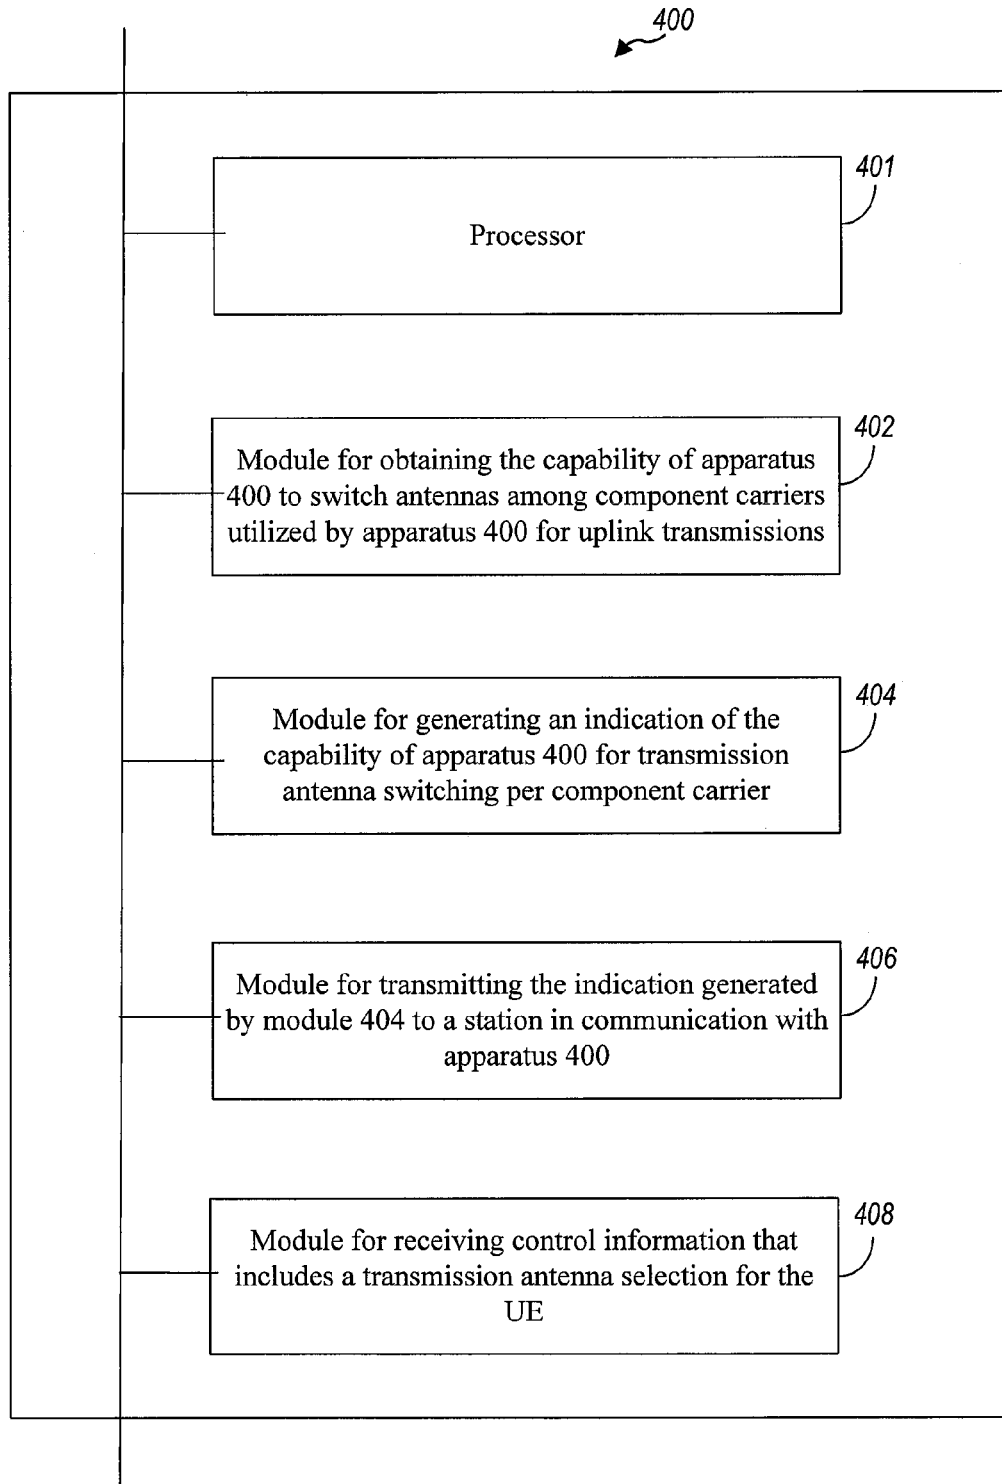 400
401
Processor
402
Module for obtaining the capability of apparatus
400 to switch antennas among component carriers
utilized by apparatus 400 for uplink transmissions
404
Module for generating an indication of the
capability of apparatus 400 for transmission
antenna switching per component carrier
406
Module for transmitting the indication generated
by module 404 to a station in communication with
apparatus 400
408
Module for receiving control information that
includes a transmission antenna selection for the
UE